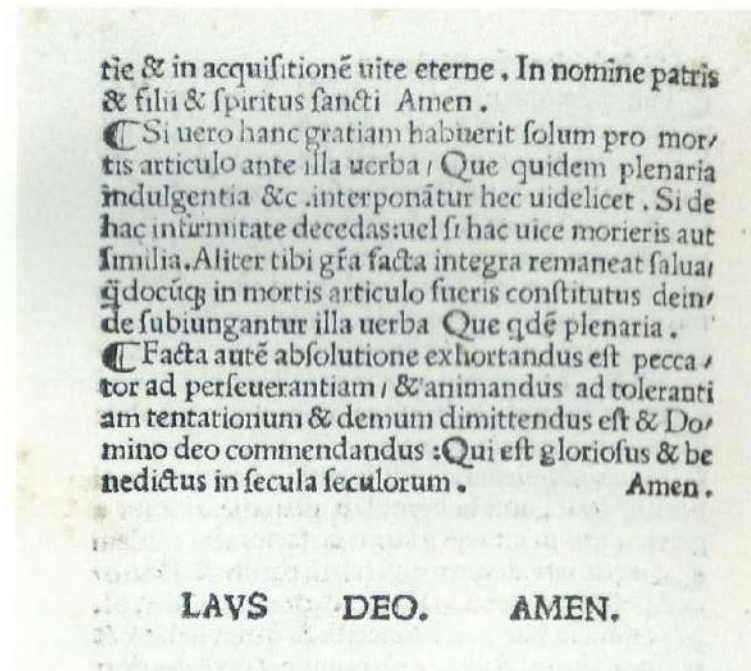 tie & in acquiſitionē uite eterne . In nomine patris
& filii & ſpiritus ſancti Amen .
¶ Si uero hanc gratiam habuerit ſolum pro mor/
tis articulo ante illa uerba / Que quidem plenaria
indulgentia &c .interponātur hec uidelicet . Si de
hac infirmitate decedas:uel ſi hac uice morieris aut
ſimilia.Aliter tibi gr̄a facta integra remaneat ſalua/
q̄docūqꝫ in mortis articulo fueris conſtitutus dein/
de ſubiungantur illa uerba Que qdē plenaria .
¶ Facta autē abſolutione exhortandus eſt pecca /
tor ad perſeuerantiam / & animandus ad toleranti
am tentationum & demum dimittendus eſt & Do/
mino deo commendandus :Qui eſt glorioſus & be
nedictus in ſecula ſeculorum . Amen .
LAVS DEO. AMEN.